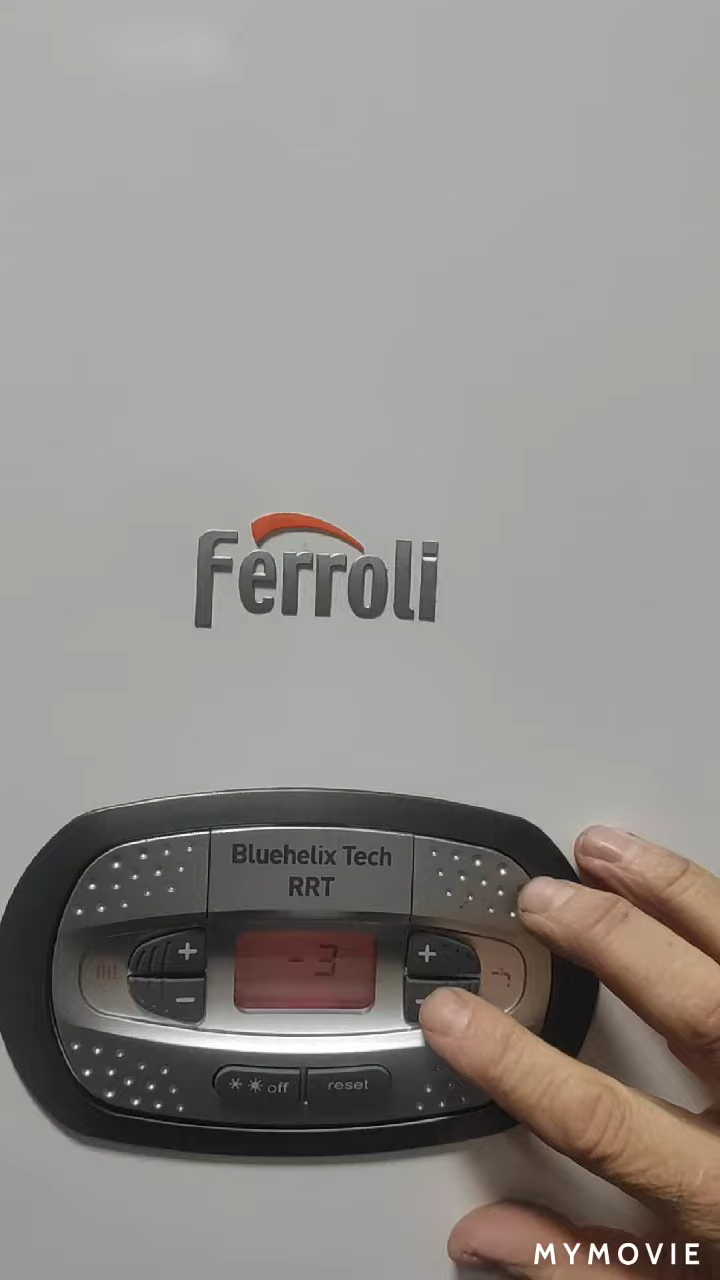 Ferroli
Bluehelix Tech
RRT
+
-3
+
−
−
off
reset
MYMOVIE